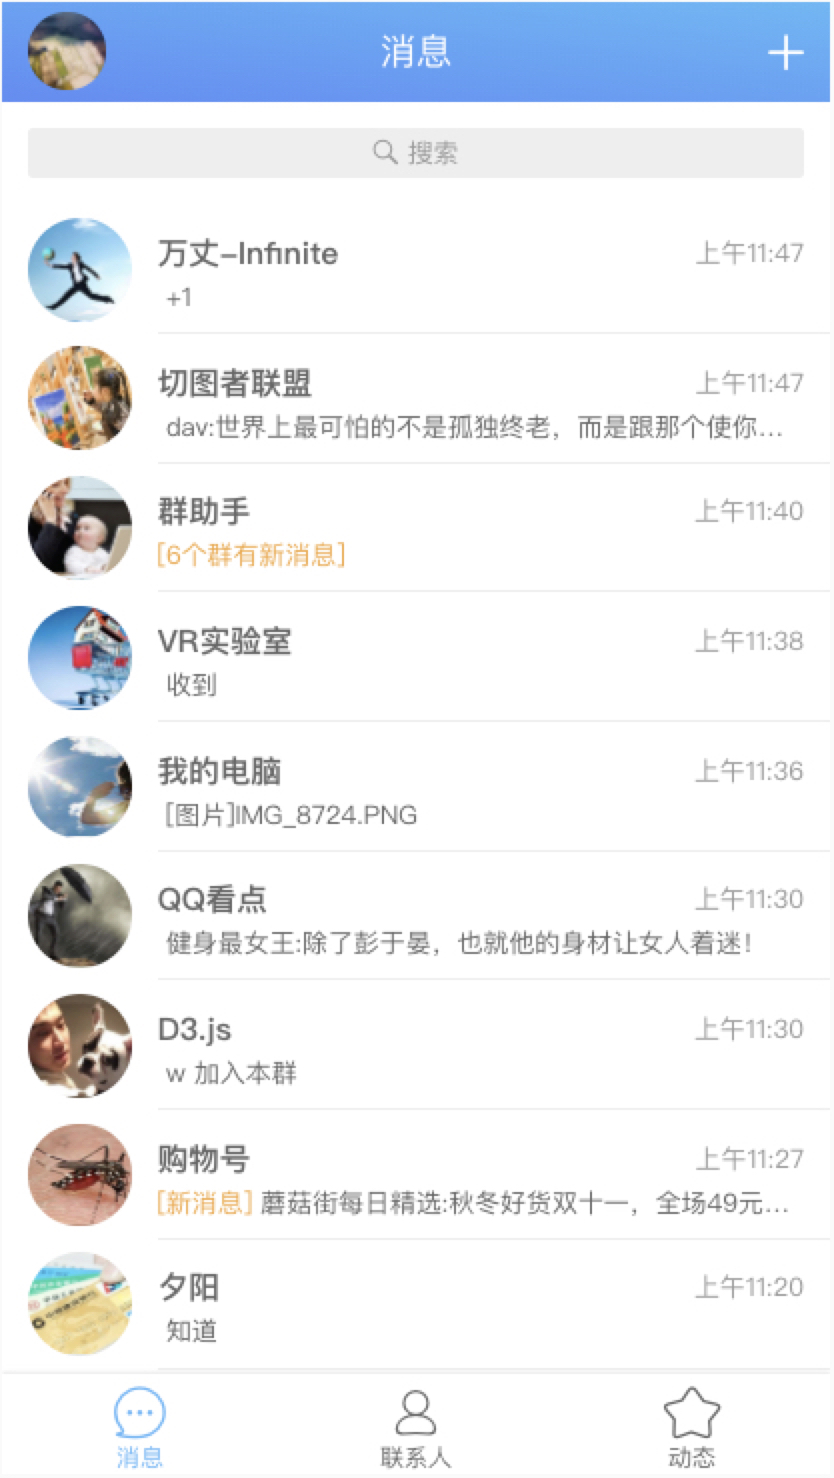 消息
搜索
万丈-Infinite 上午11:47
+1
切图者联盟 上午11:47
dav:世界上最可怕的不是孤独终老，而是跟那个使你...
群助手 上午11:40
[6个群有新消息]
VR实验室 上午11:38
收到
我的电脑 上午11:36
[图片]IMG_8724.PNG
QQ看点 上午11:30
健身最女王:除了彭于晏，也就他的身材让女人着迷！
D3.js 上午11:30
w 加入本群
购物号 上午11:27
[新消息] 蘑菇街每日精选:秋冬好货双十一，全场49元...
夕阳 上午11:20
知道
消息 联系人 动态